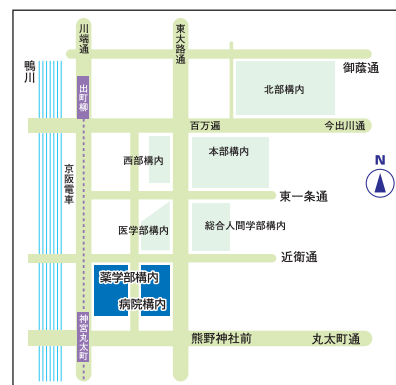 川端通
東大路通
鴨川
御蔭通
出町柳
北部構内
百万遍
今出川通
西部構内
本部構内
京阪電車
N
東一条通
医学部構内
総合人間学部構内
近衛通
薬学部構内
病院構内
神宮丸太町
熊野神社前
丸太町通